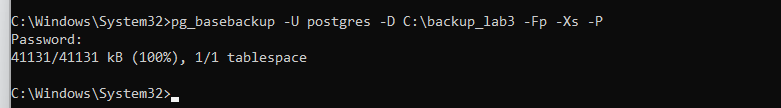 C:\Windows\System32>pg_basebackup -U postgres -D C:\backup_lab3 -Fp -Xs -P
Password:
41131/41131 kB (100%), 1/1 tablespace
C:\Windows\System32>